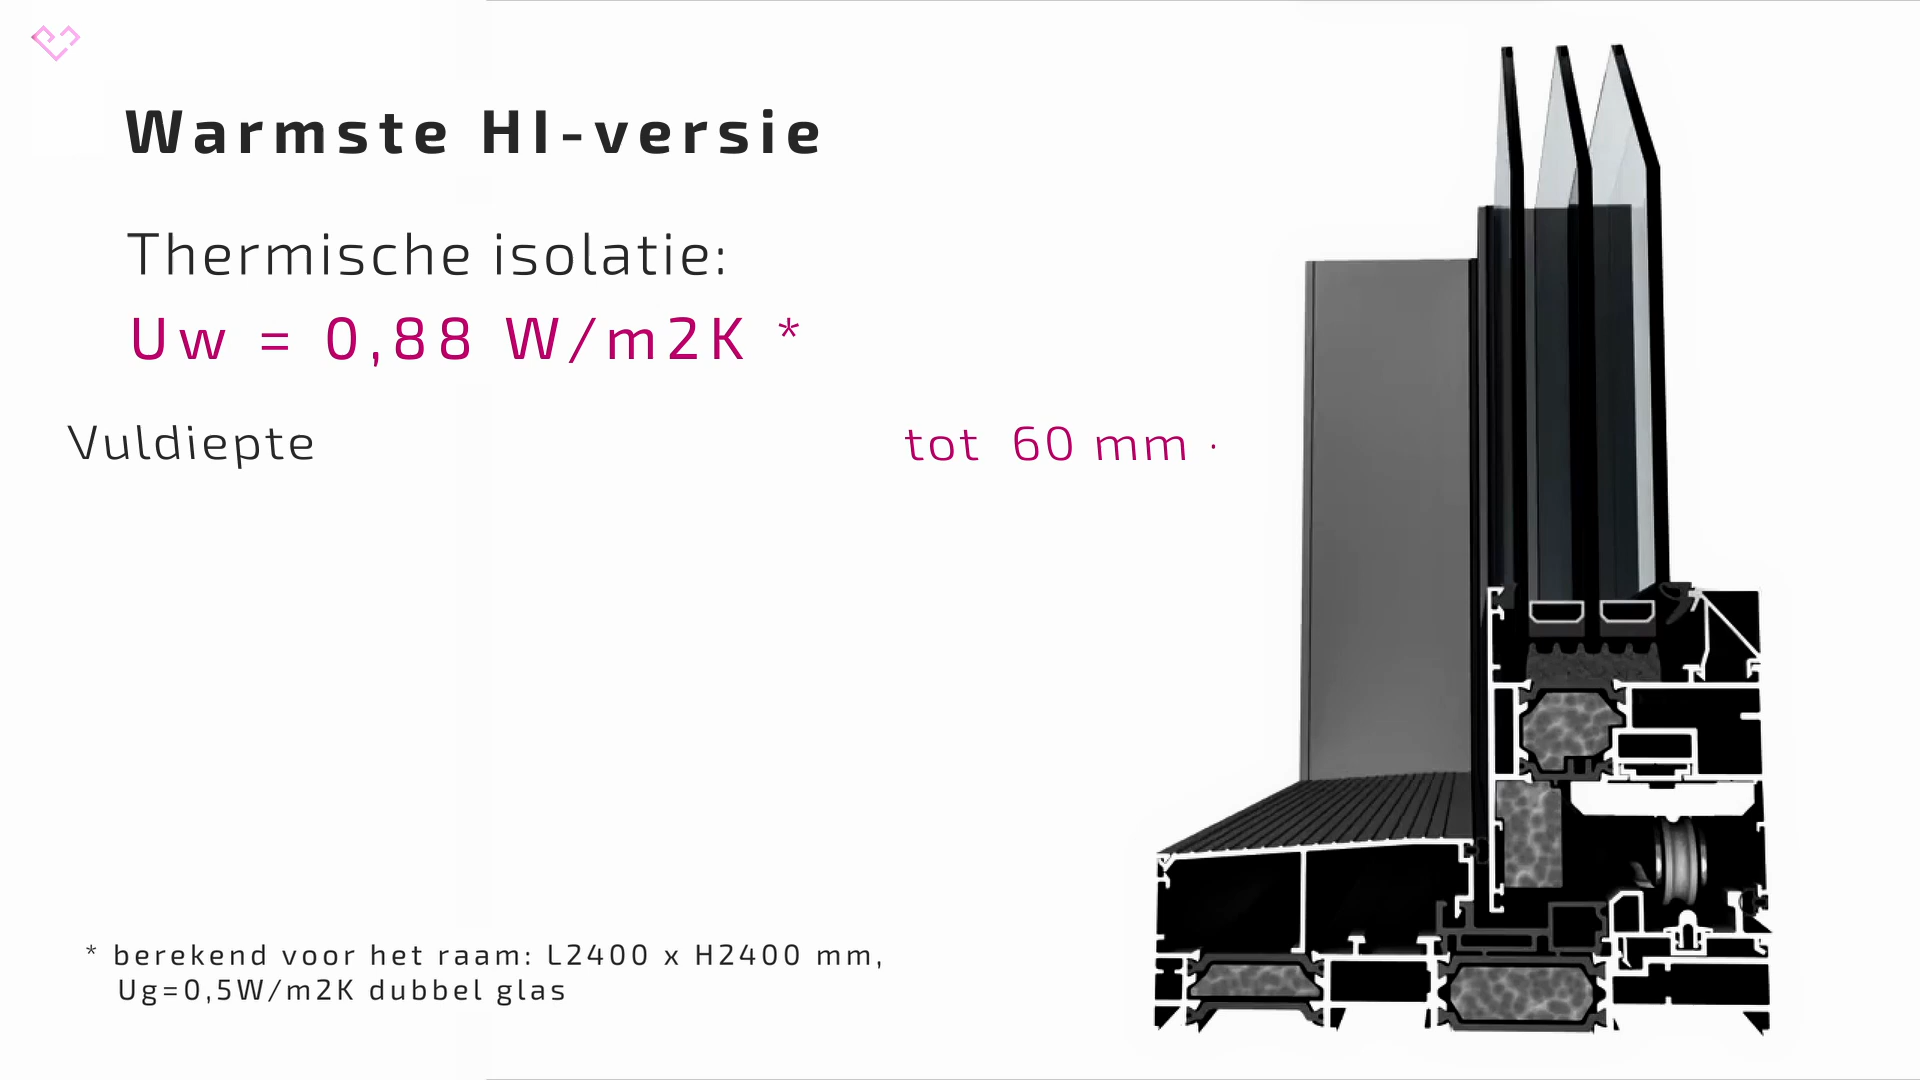 Warmste HI-versie
Thermische isolatie:
Uw = 0,88 W/m2K *
Vuldiepte tot 60 mm ·
* berekend voor het raam: L2400 x H2400 mm,
Ug=0,5W/m2K dubbel glas